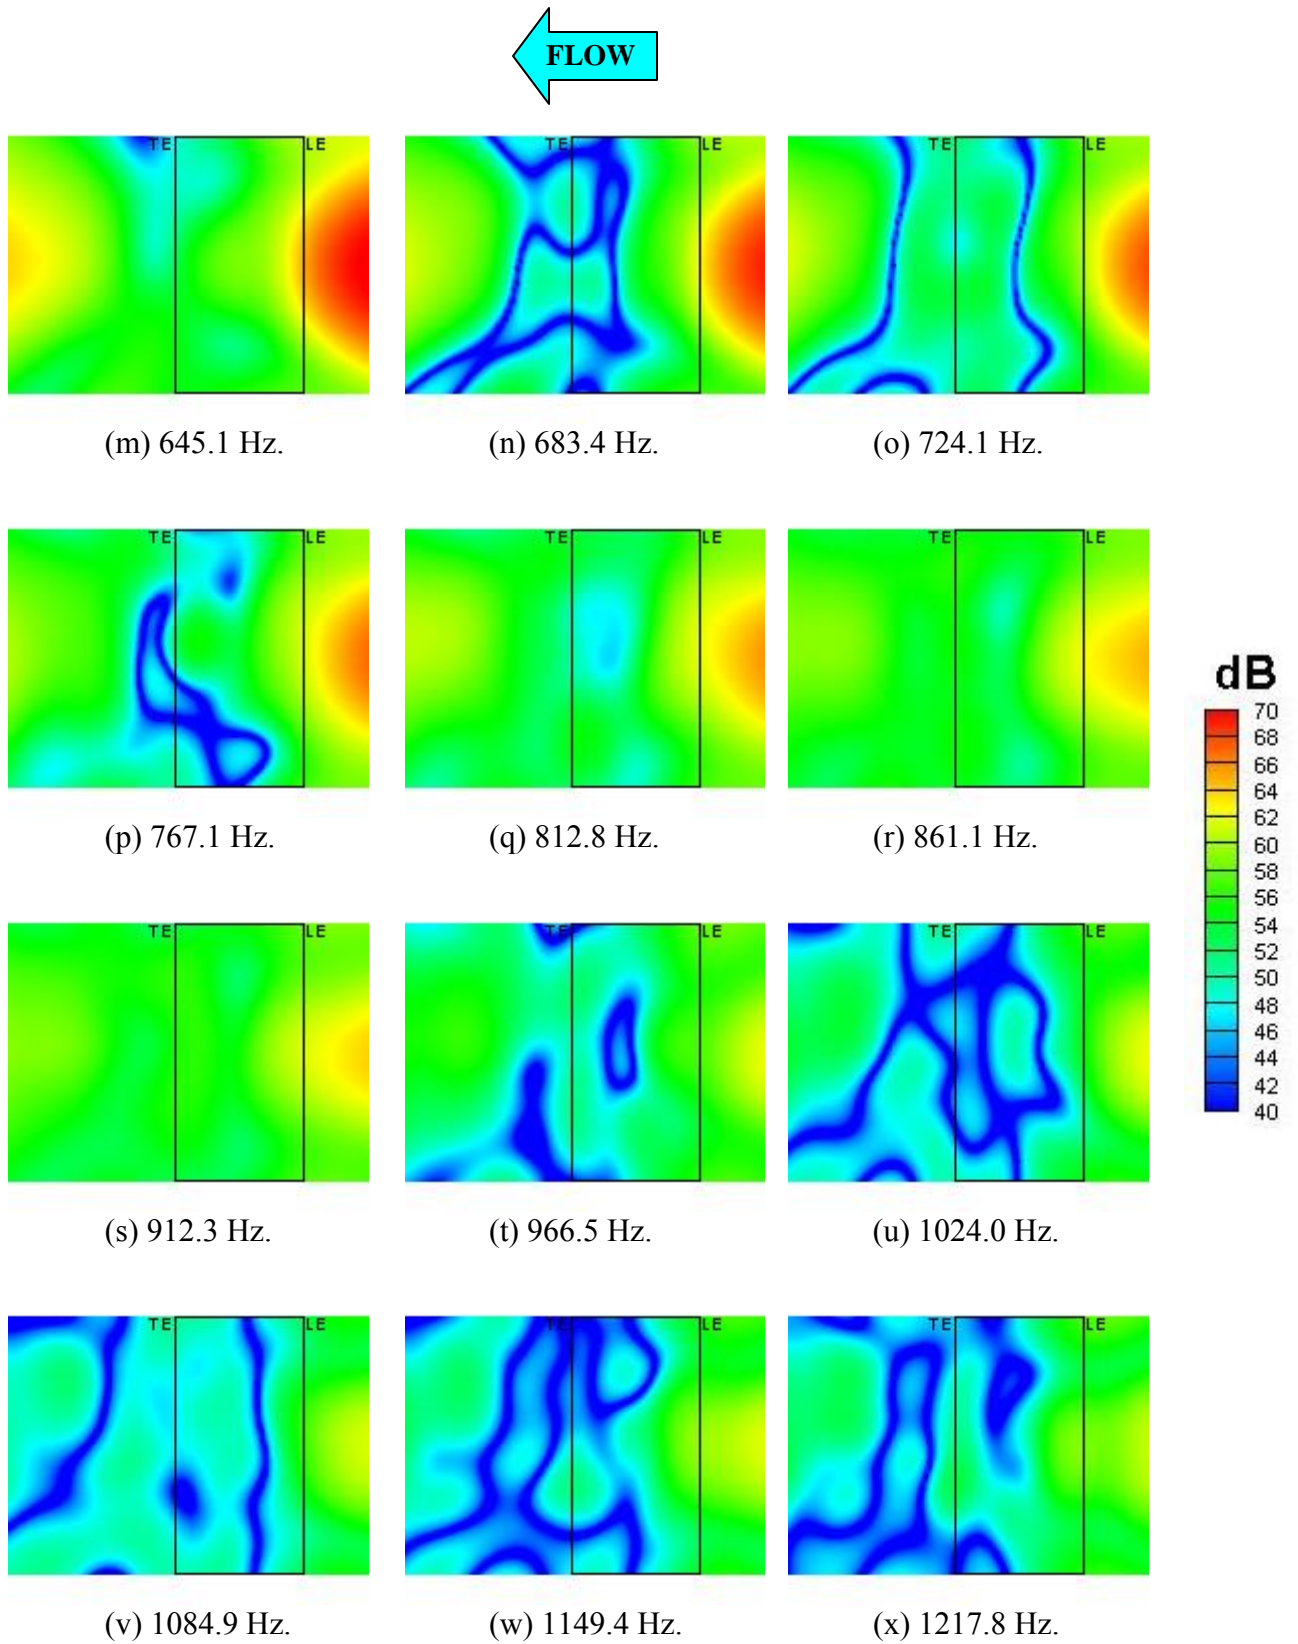 FLOW
TE LE TE LE TE LE
(m) 645.1 Hz. (n) 683.4 Hz. (o) 724.1 Hz.
TE LE TE LE TE LE
(p) 767.1 Hz. (q) 812.8 Hz. (r) 861.1 Hz.
TE LE TE LE TE LE
(s) 912.3 Hz. (t) 966.5 Hz. (u) 1024.0 Hz.
TE LE TE LE TE LE
(v) 1084.9 Hz. (w) 1149.4 Hz. (x) 1217.8 Hz.
dB
70
68
66
64
62
60
58
56
54
52
50
48
46
44
42
40